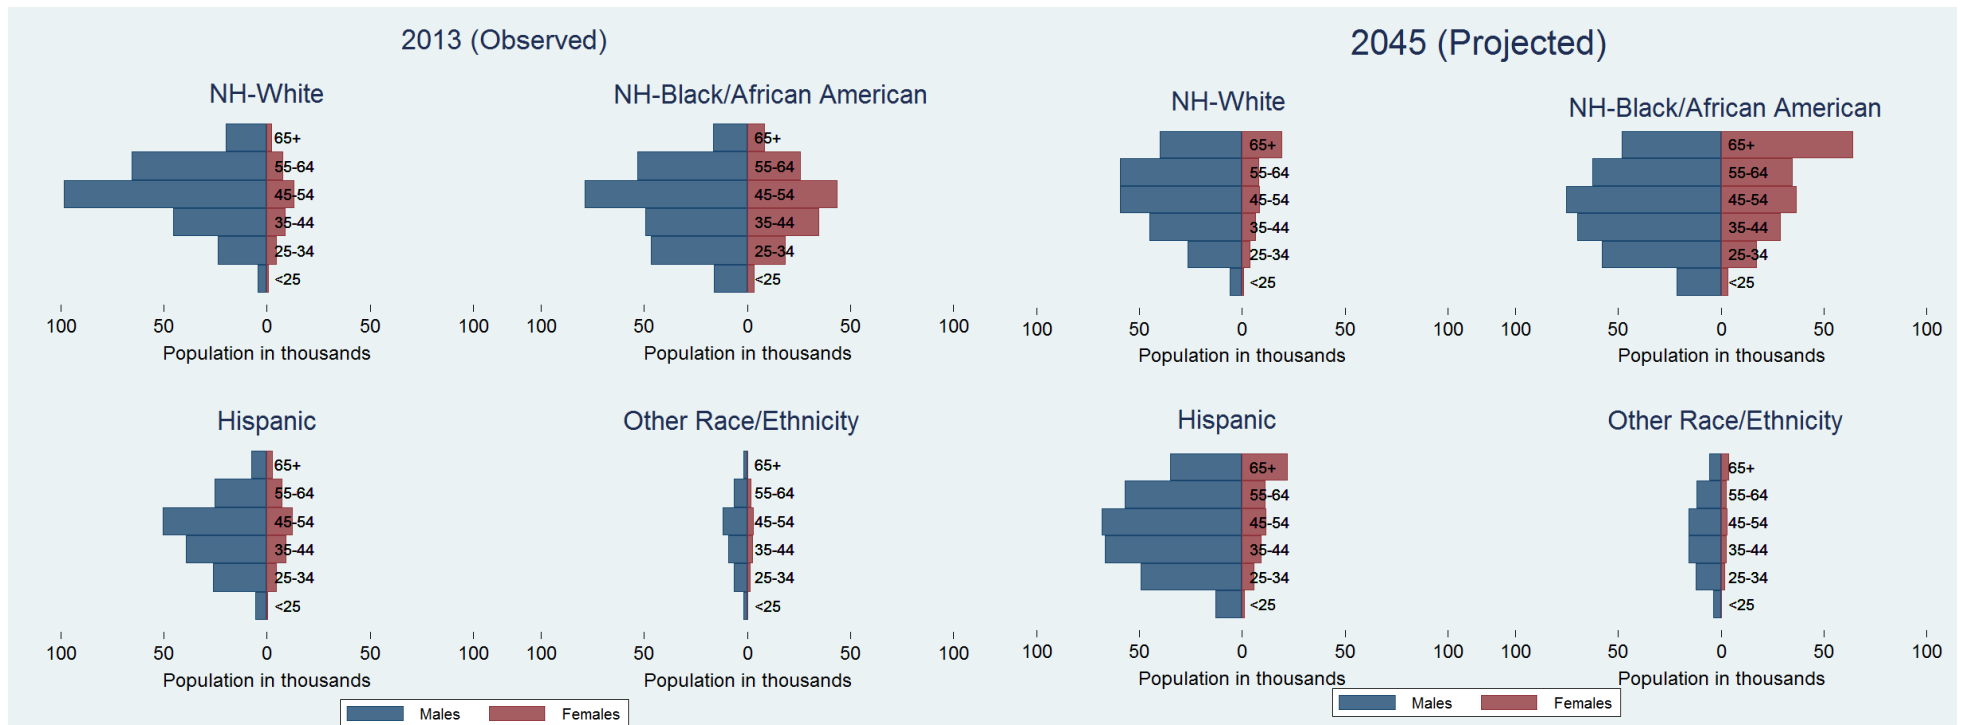 2013 (Observed)
NH-White
65+
55-64
45-54
35-44
25-34
<25
100 50 0 50 100
Population in thousands
NH-Black/African American
65+
55-64
45-54
35-44
25-34
<25
100 50 0 50 100
Population in thousands
Hispanic
65+
55-64
45-54
35-44
25-34
<25
100 50 0 50 100
Population in thousands
Other Race/Ethnicity
65+
55-64
45-54
35-44
25-34
<25
100 50 0 50 100
Population in thousands
Males Females
2045 (Projected)
NH-White
65+
55-64
45-54
35-44
25-34
<25
100 50 0 50 100
Population in thousands
NH-Black/African American
65+
55-64
45-54
35-44
25-34
<25
100 50 0 50 100
Population in thousands
Hispanic
65+
55-64
45-54
35-44
25-34
<25
100 50 0 50 100
Population in thousands
Other Race/Ethnicity
65+
55-64
45-54
35-44
25-34
<25
100 50 0 50 100
Population in thousands
Males Females